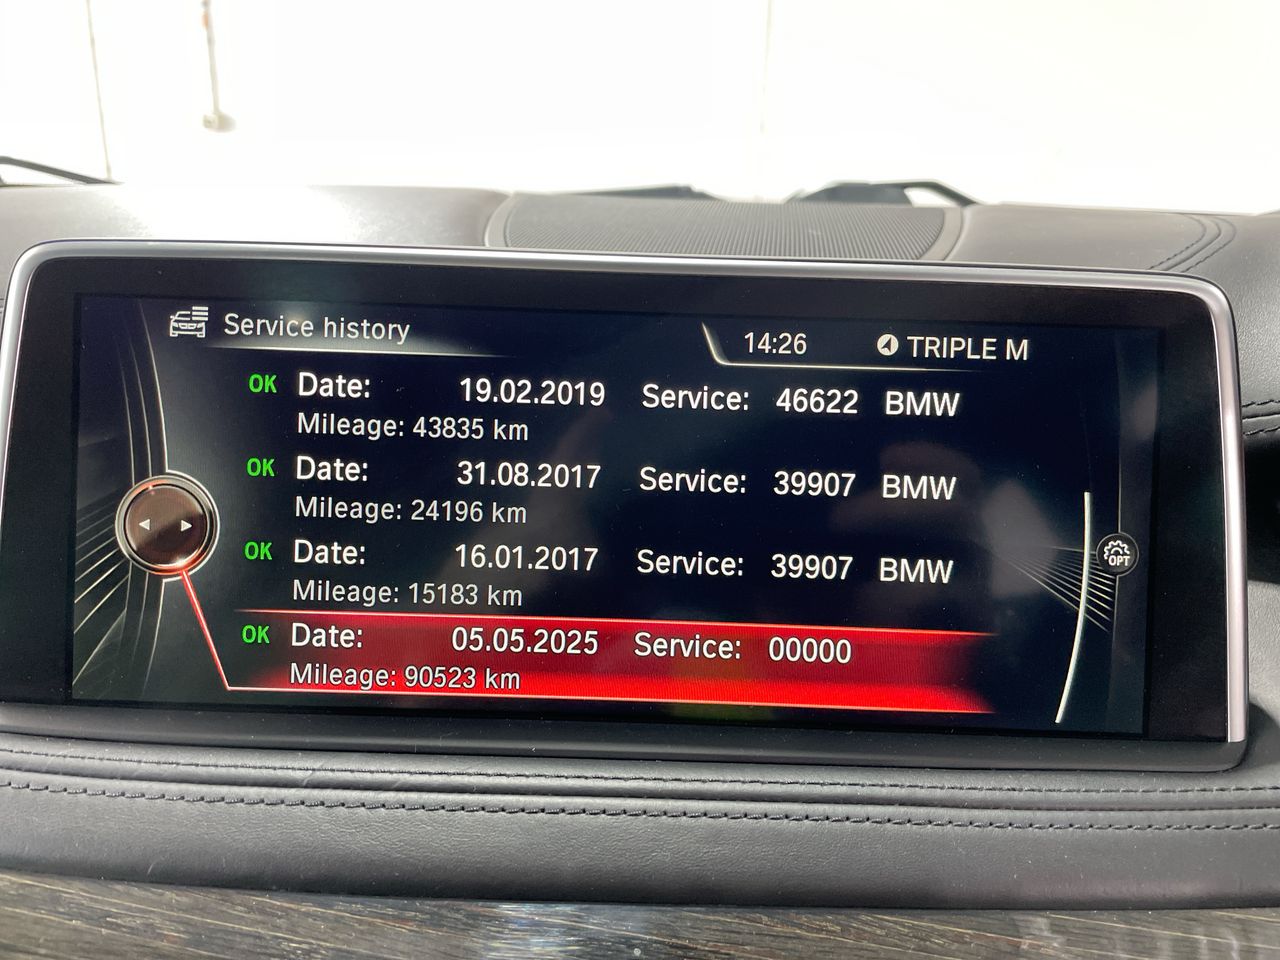 Service history
14:26 TRIPLE M
OK Date: 19.02.2019 Service: 46622 BMW
Mileage: 43835 km
OK Date: 31.08.2017 Service: 39907 BMW
Mileage: 24196 km
OK Date: 16.01.2017 Service: 39907 BMW
Mileage: 15183 km
OK Date: 05.05.2025 Service: 00000
Mileage: 90523 km
OPT